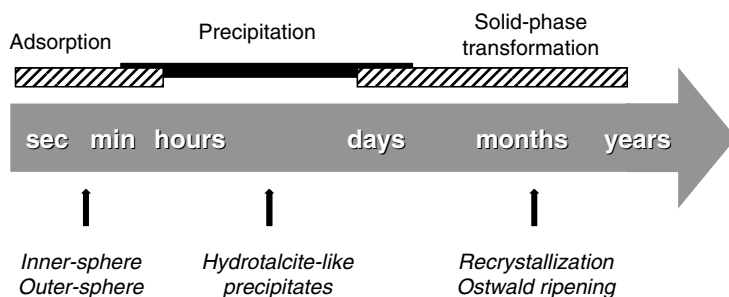 Adsorption
Precipitation
Solid-phase
transformation
sec min hours days months years
Inner-sphere
Outer-sphere
Hydrotalcite-like
precipitates
Recrystallization
Ostwald ripening